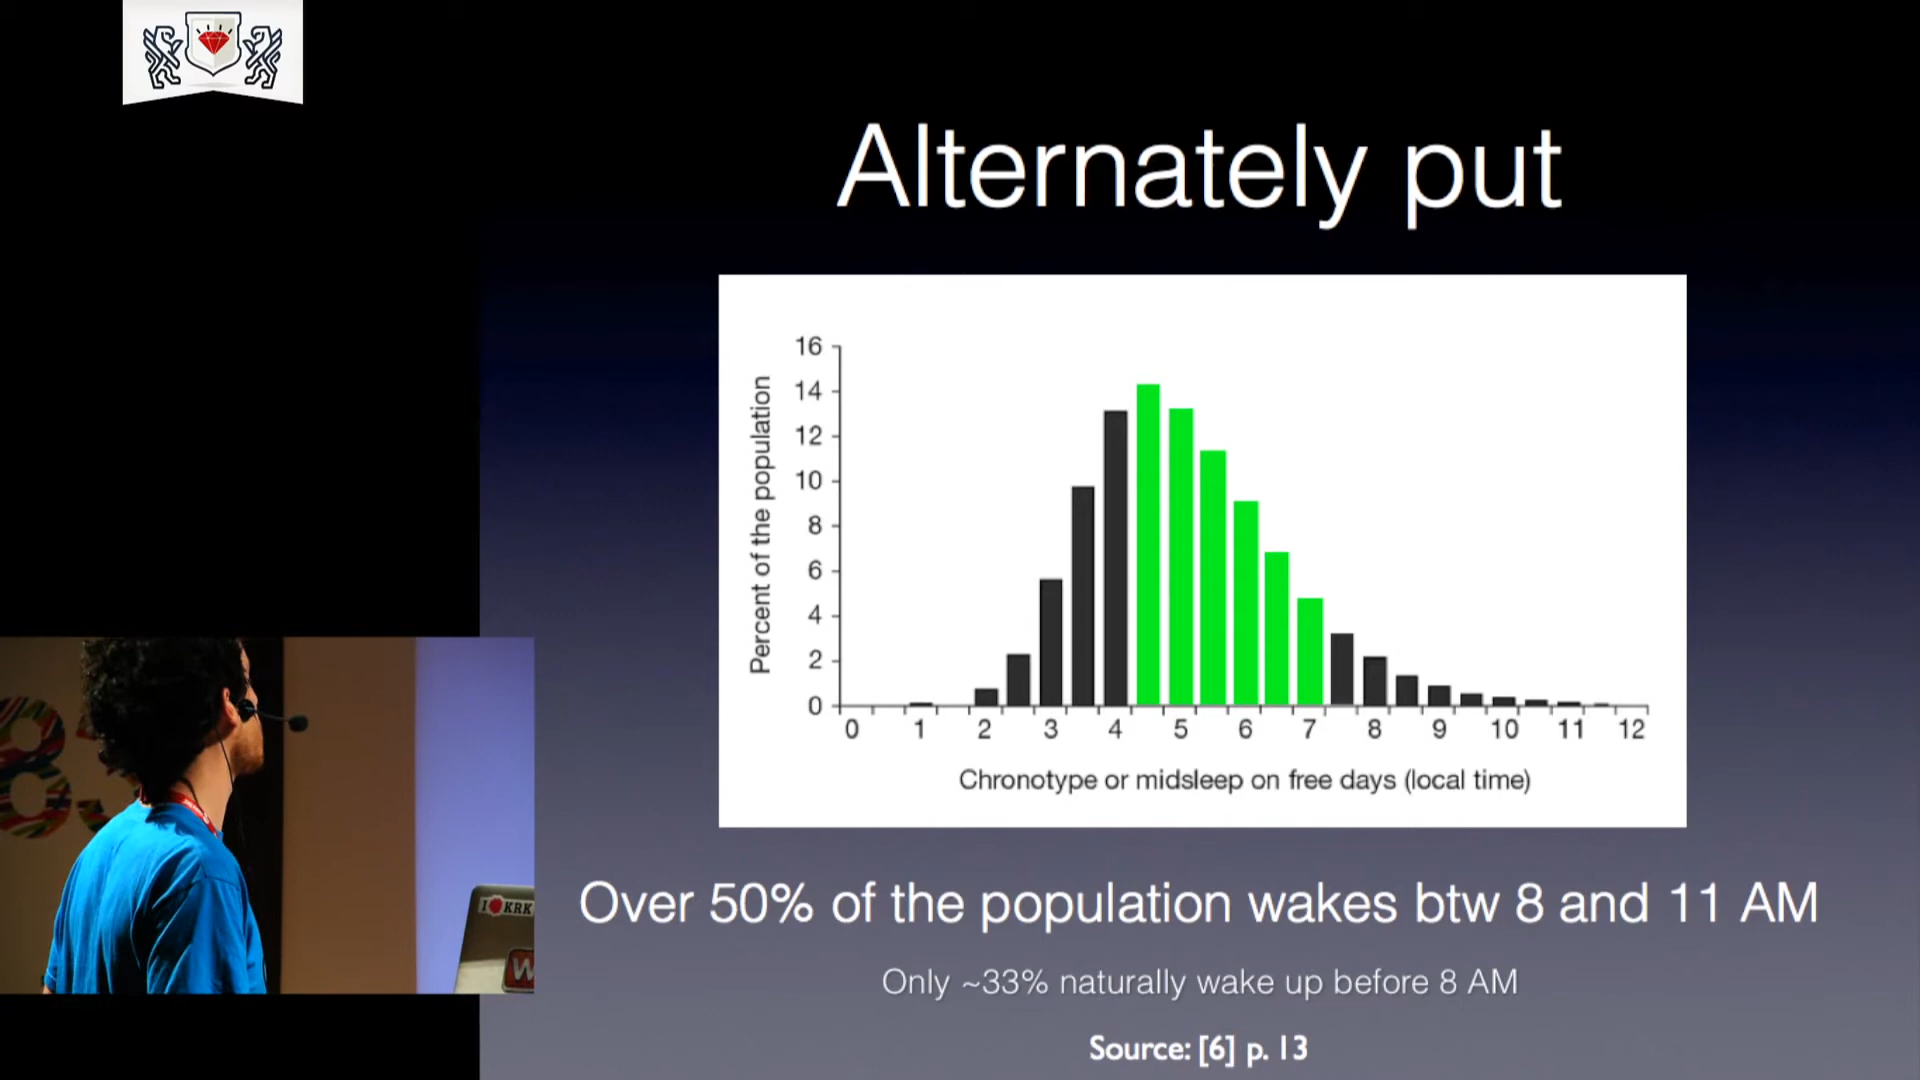 Alternately put
16
14
12
10
8
6
4
2
0
Percent of the population
0 1 2 3 4 5 6 7 8 9 10 11 12
Chronotype or midsleep on free days (local time)
Over 50% of the population wakes btw 8 and 11 AM
Only ~33% naturally wake up before 8 AM
Source: [6] p. 13
I KRK
W